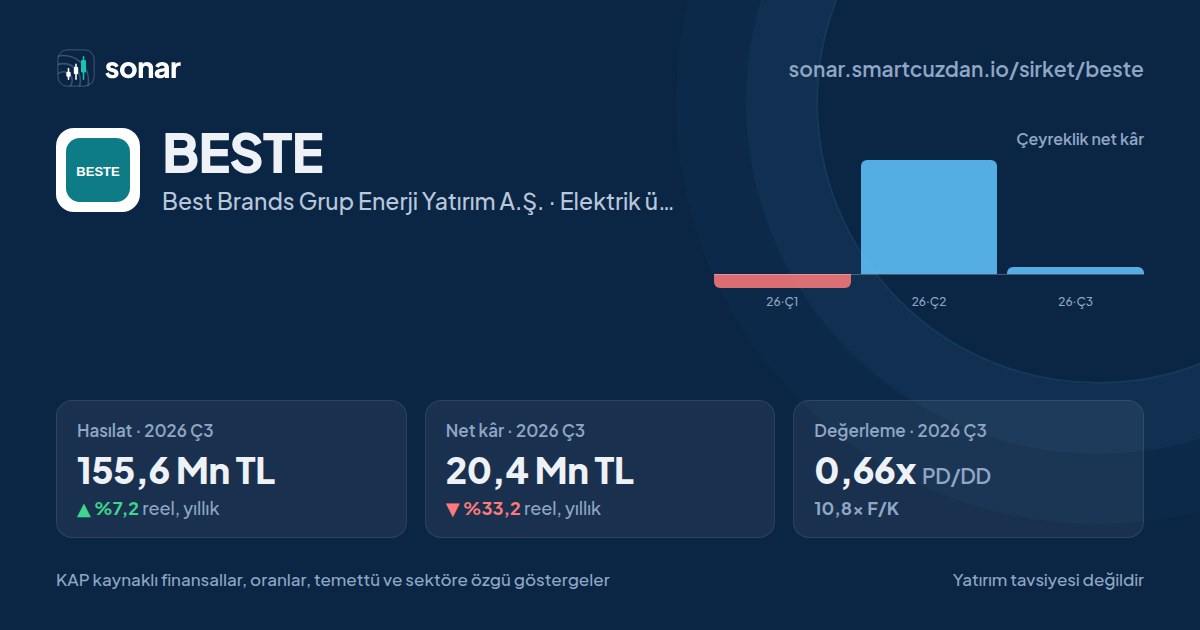 sonar
sonar.smartcuzdan.io/sirket/beste
BESTE
BESTE
Best Brands Grup Enerji Yatırım A.Ş. · Elektrik ü…
Çeyreklik net kâr
26·Ç1 26·Ç2 26·Ç3
Hasılat · 2026 Ç3
155,6 Mn TL
▲ %7,2 reel, yıllık
Net kâr · 2026 Ç3
20,4 Mn TL
▼ %33,2 reel, yıllık
Değerleme · 2026 Ç3
0,66x PD/DD
10,8× F/K
KAP kaynaklı finansallar, oranlar, temettü ve sektöre özgü göstergeler
Yatırım tavsiyesi değildir